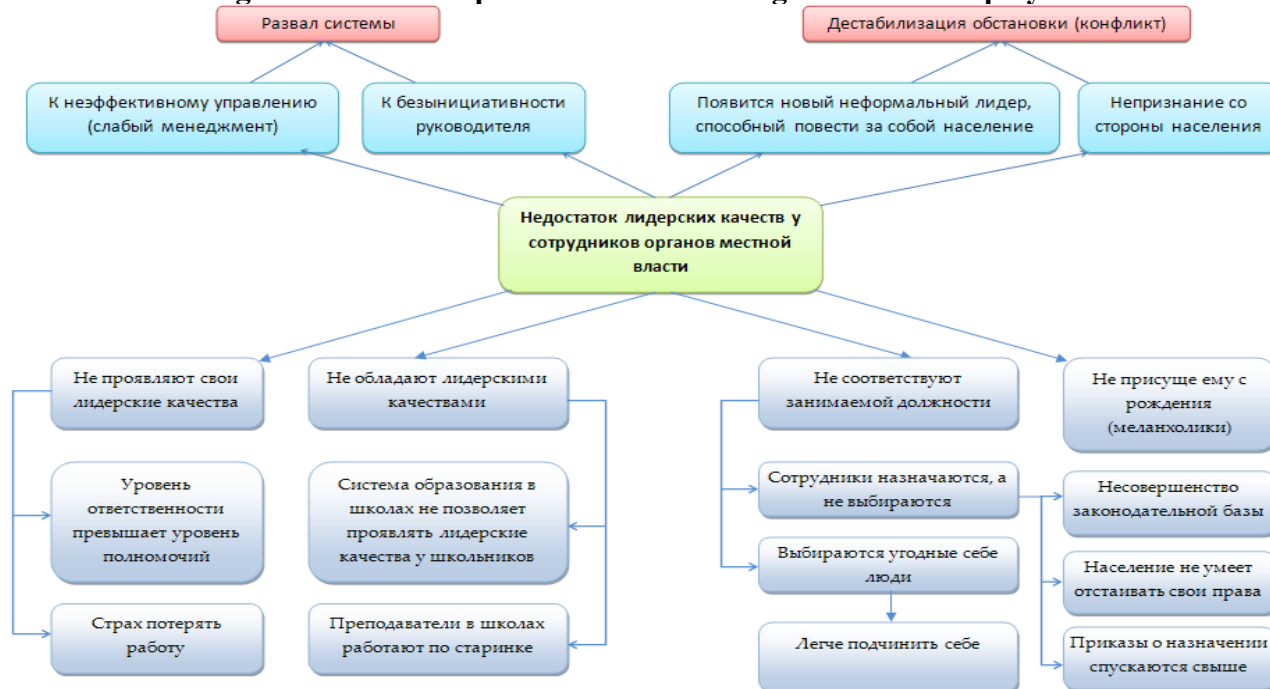 Развал системы
Дестабилизация обстановки (конфликт)
К неэффективному управлению
(слабый менеджмент)
К безынициативности
руководителя
Появится новый неформальный лидер,
способный повести за собой население
Непризнание со
стороны населения
Недостаток лидерских качеств у
сотрудников органов местной
власти
Не проявляют свои
лидерские качества
Не обладают лидерскими
качествами
Не соответствуют
занимаемой должности
Не присуще ему с
рождения
(меланхолики)
Уровень
ответственности
превышает уровень
полномочий
Система образования в
школах не позволяет
проявлять лидерские
качества у школьников
Сотрудники назначаются, а
не выбираются
Несовершенство
законодательной базы
Выбираются угодные себе
люди
Население не умеет
отстаивать свои права
Страх потерять
работу
Преподаватели в школах
работают по старинке
Легче подчинить себе
Приказы о назначении
спускаются свыше